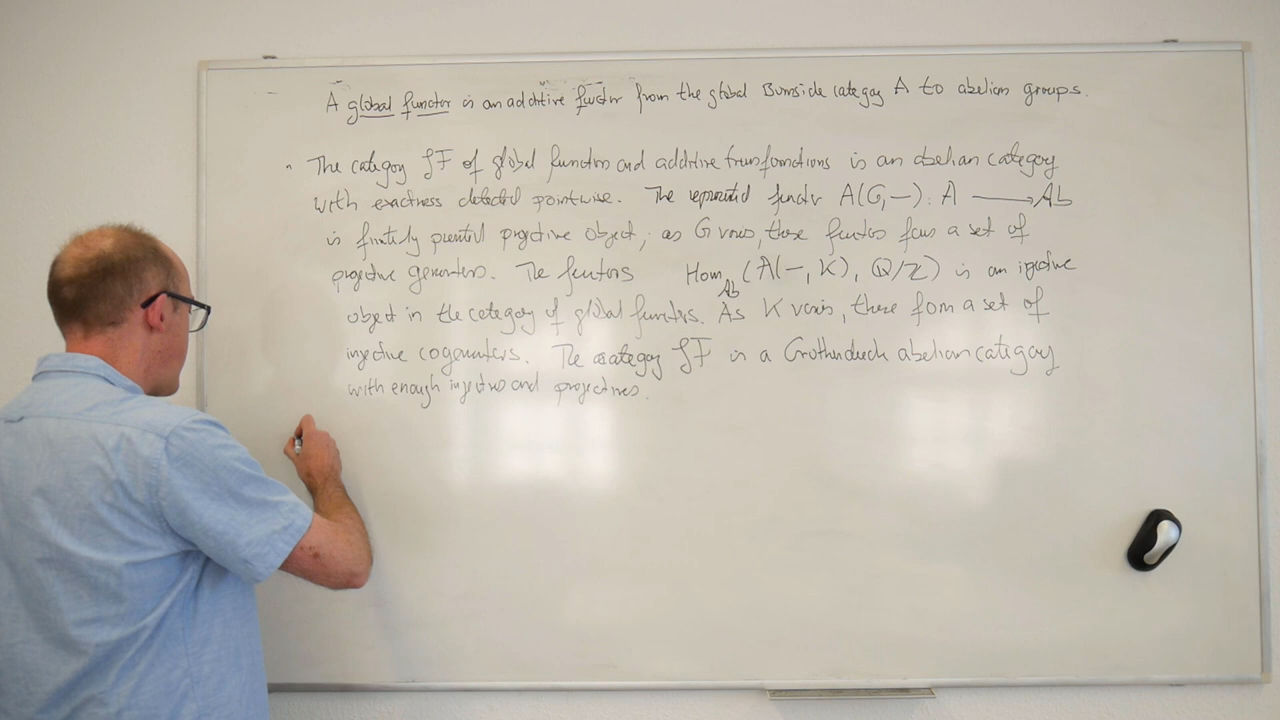 A global functor is an additive functor from the global Burnside category A to abelian groups.
The category GF of global functors and additive transformations is an abelian category
with exactness detected pointwise. The represented functor A(G,−): A ⟶ Ab
is finitely presented projective object, as G varies, these functors form a set of
projective generators. The functors Hom_Ab (A(−, K), Q/Z) is an injective
object in the category of global functors. As K varies, these form a set of
injective cogenerators. The category GF is a Grothendieck abelian category
with enough injectives and projectives.